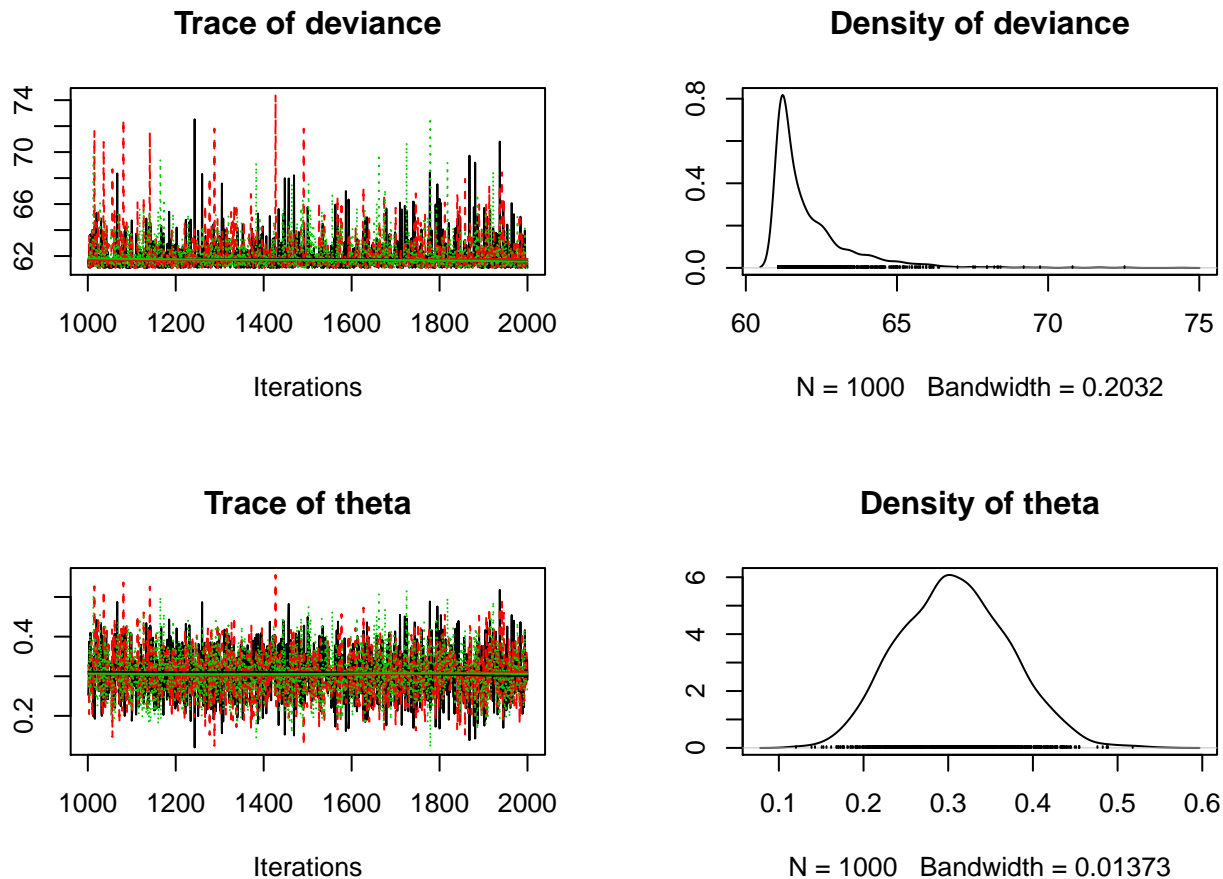 Trace of deviance
74
70
66
62
1000 1200 1400 1600 1800 2000
Iterations
Density of deviance
0.8
0.4
0.0
60 65 70 75
N = 1000 Bandwidth = 0.2032
Trace of theta
0.4
0.2
1000 1200 1400 1600 1800 2000
Iterations
Density of theta
6
4
2
0
0.1 0.2 0.3 0.4 0.5 0.6
N = 1000 Bandwidth = 0.01373